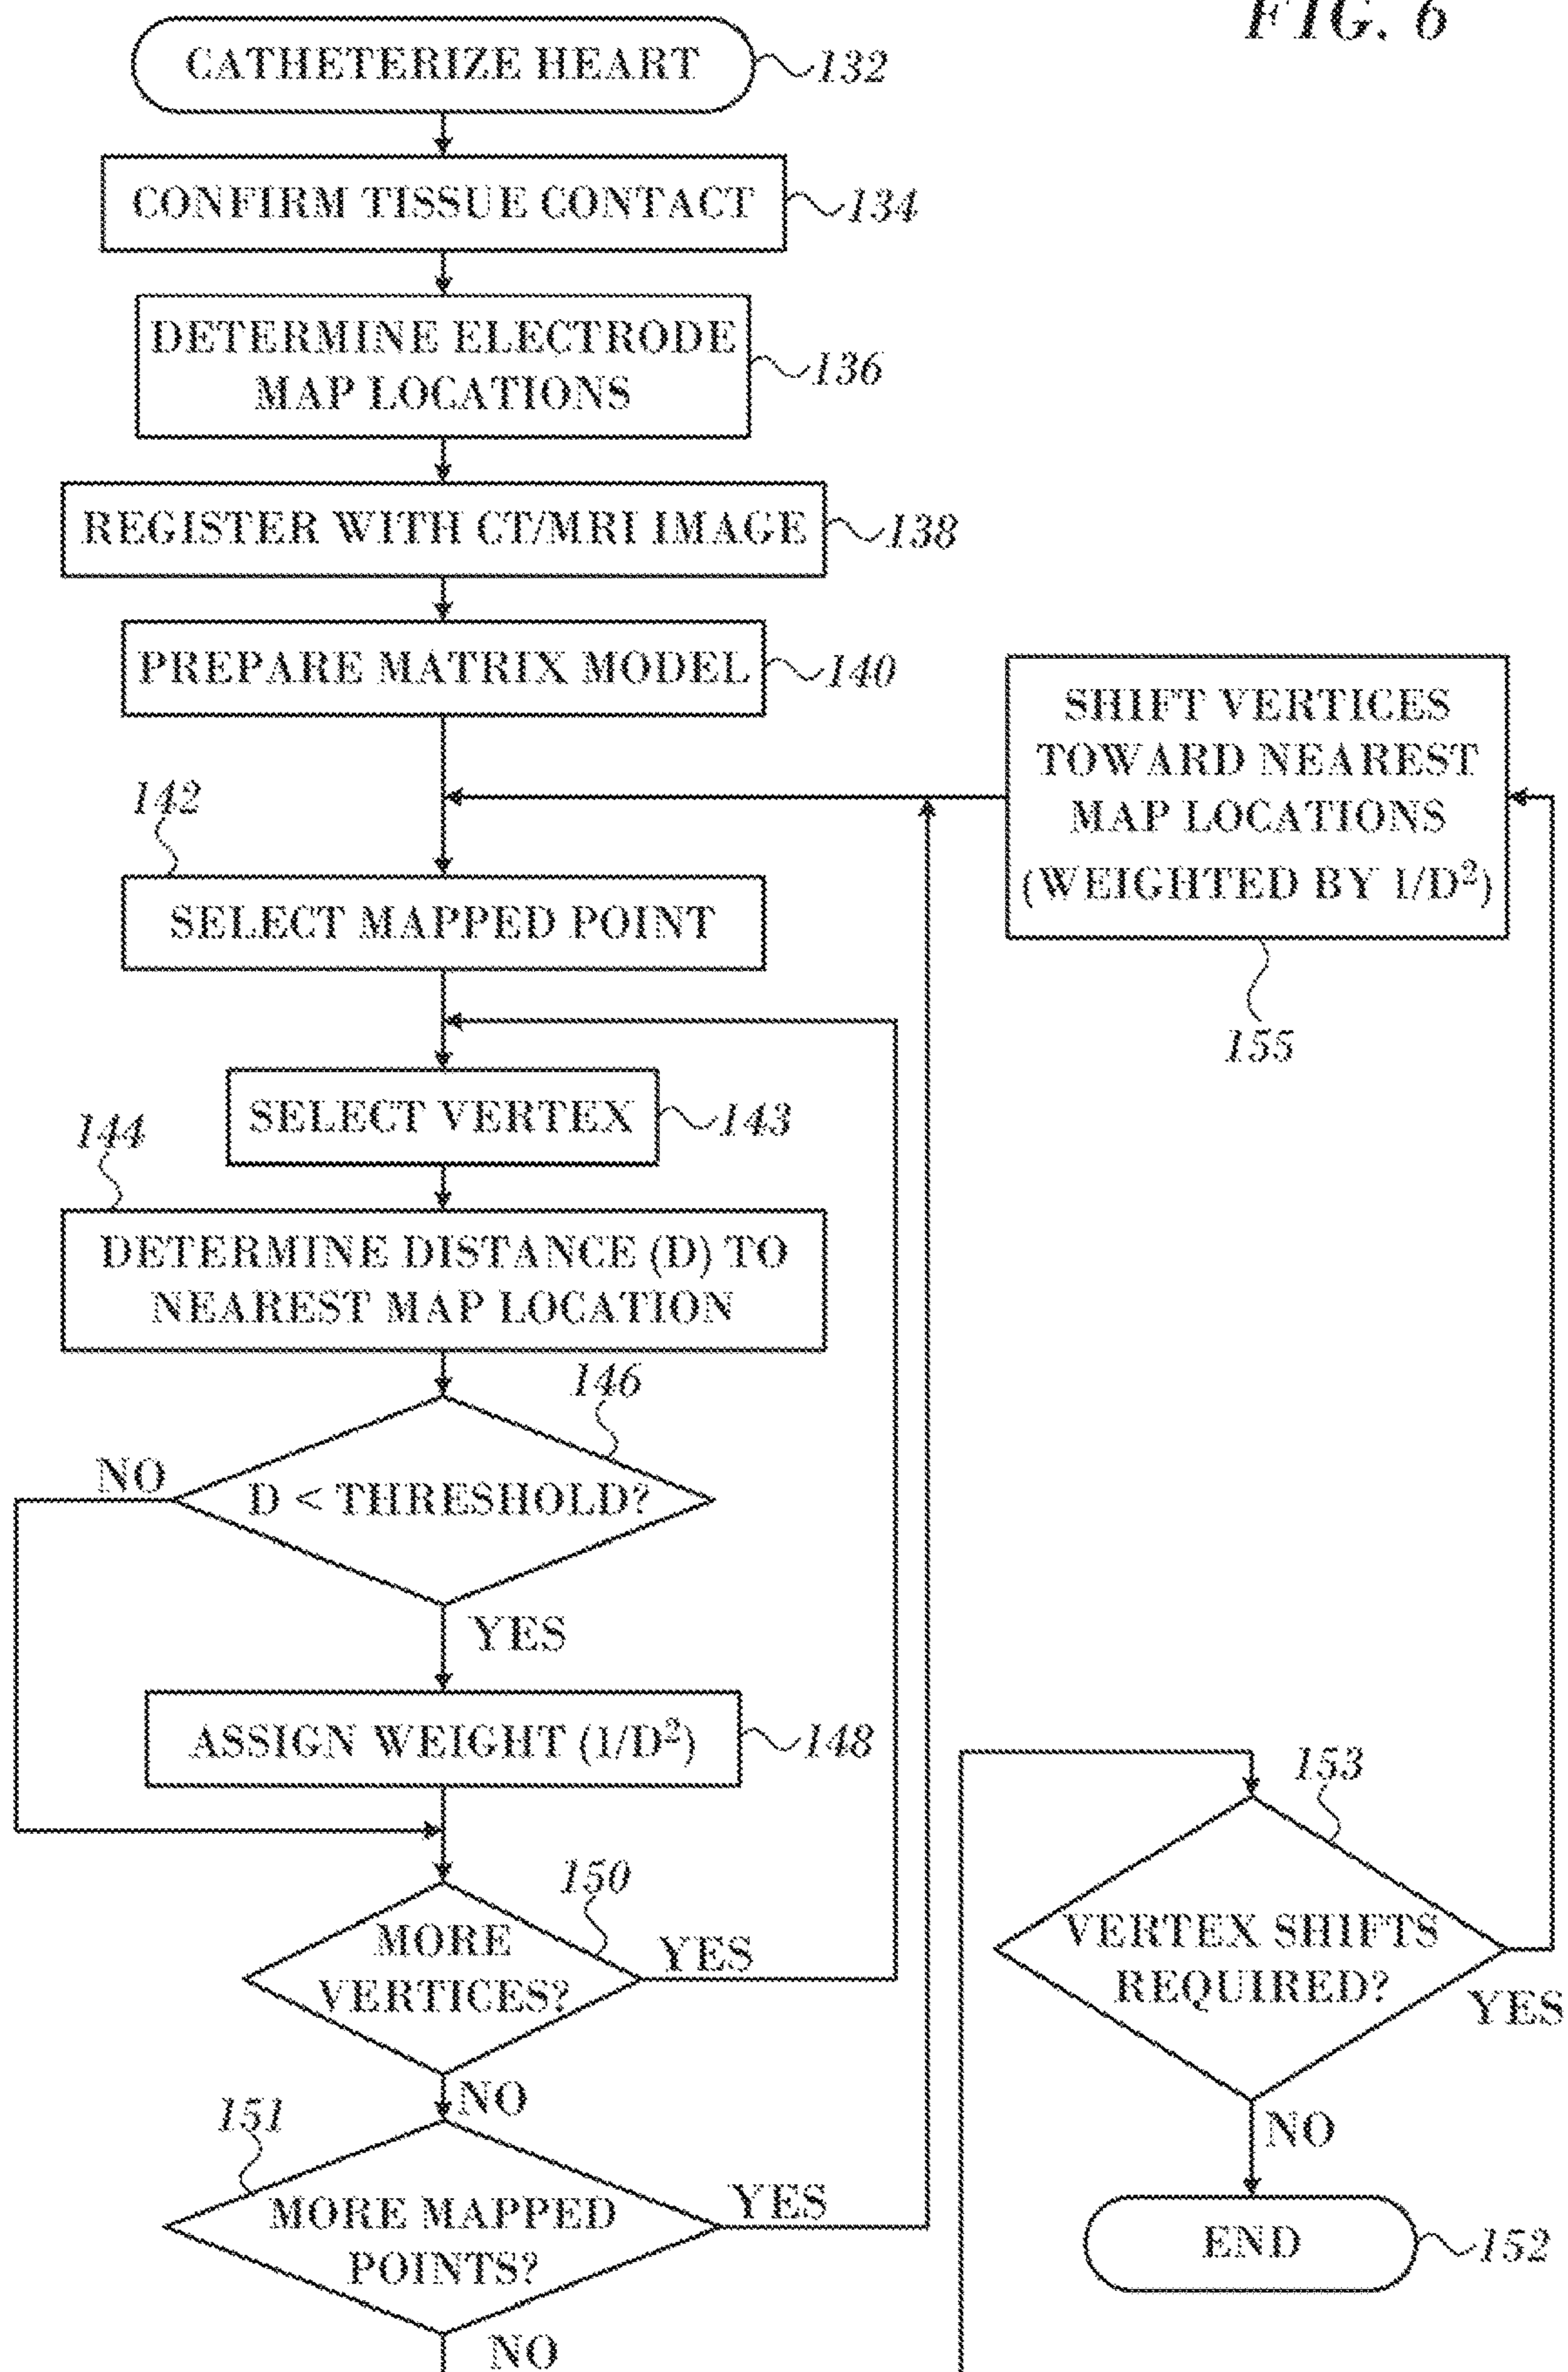 FIG. 6
CATHETERIZE HEART
132
CONFIRM TISSUE CONTACT
134
DETERMINE ELECTRODE
MAP LOCATIONS
136
REGISTER WITH CT/MRI IMAGE
138
PREPARE MATRIX MODEL
140
SHIFT VERTICES
TOWARD NEAREST
MAP LOCATIONS
(WEIGHTED BY 1/D²)
155
142
SELECT MAPPED POINT
SELECT VERTEX
143
144
DETERMINE DISTANCE (D) TO
NEAREST MAP LOCATION
146
D < THRESHOLD?
NO
YES
ASSIGN WEIGHT (1/D²)
148
150
MORE
VERTICES?
YES
NO
151
MORE MAPPED
POINTS?
YES
NO
153
VERTEX SHIFTS
REQUIRED?
YES
NO
END
152